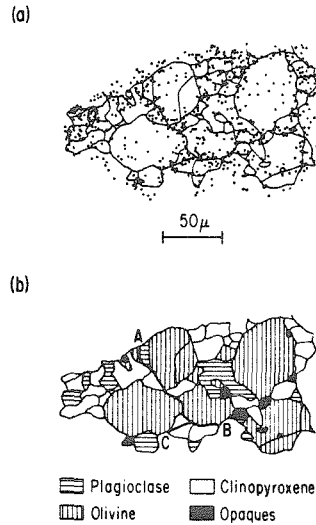 (a)
50μ
(b)
A
C
B
Plagioclase
Clinopyroxene
Olivine
Opaques